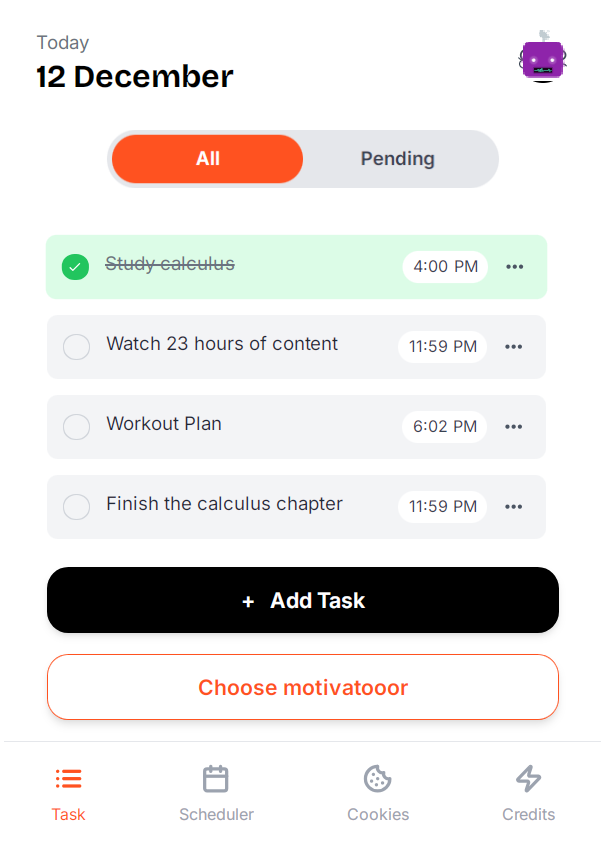 Today
12 December
All Pending
Study calculus 4:00 PM
Watch 23 hours of content 11:59 PM
Workout Plan 6:02 PM
Finish the calculus chapter 11:59 PM
+ Add Task
Choose motivatooor
Task Scheduler Cookies Credits